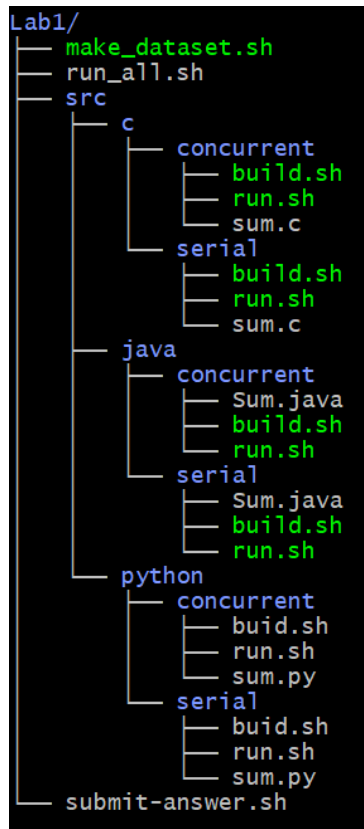 Lab1/
├── make_dataset.sh
├── run_all.sh
├── src
│   ├── c
│   │   ├── concurrent
│   │   │   ├── build.sh
│   │   │   ├── run.sh
│   │   │   └── sum.c
│   │   └── serial
│   │       ├── build.sh
│   │       ├── run.sh
│   │       └── sum.c
│   ├── java
│   │   ├── concurrent
│   │   │   ├── Sum.java
│   │   │   ├── build.sh
│   │   │   └── run.sh
│   │   └── serial
│   │       ├── Sum.java
│   │       ├── build.sh
│   │       └── run.sh
│   └── python
│       ├── concurrent
│       │   ├── buid.sh
│       │   ├── run.sh
│       │   └── sum.py
│       └── serial
│           ├── buid.sh
│           ├── run.sh
│           └── sum.py
└── submit-answer.sh